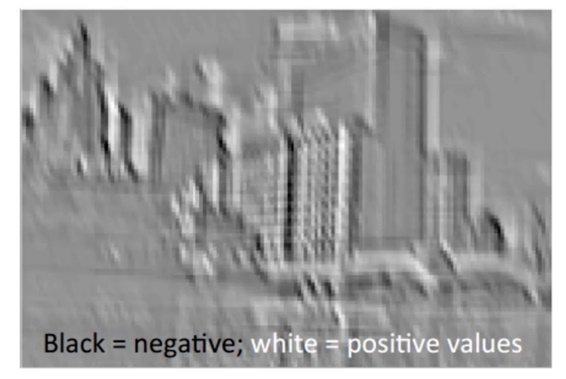 Black = negative; white = positive values